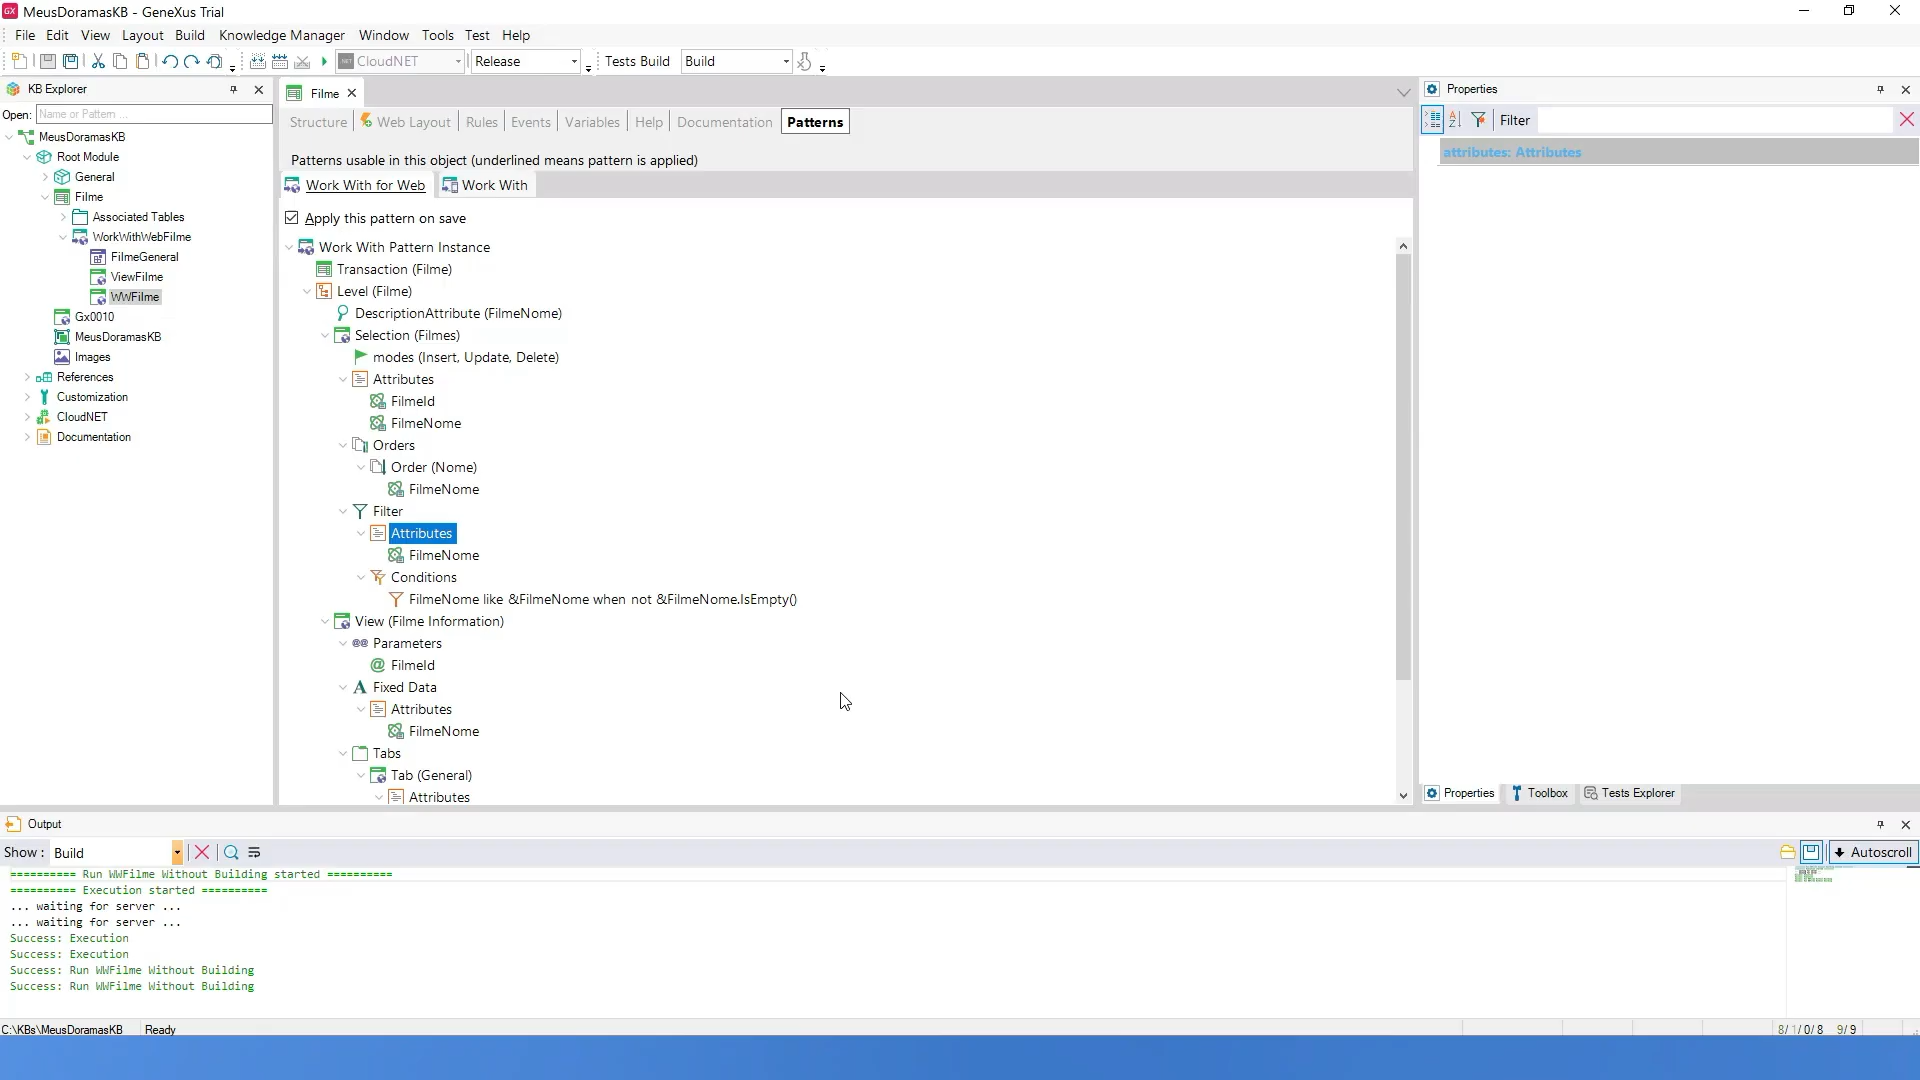 MeusDoramasKB - GeneXus Trial
File Edit View Layout Build Knowledge Manager Window Tools Test Help
CloudNET Release Tests Build Build
KB Explorer
Open: Name or Pattern ...
MeusDoramasKB
Root Module
General
Filme
Associated Tables
WorkWithWebFilme
FilmeGeneral
ViewFilme
WWFilme
Gx0010
MeusDoramasKB
Images
References
Customization
CloudNET
Documentation
Filme
Structure Web Layout Rules Events Variables Help Documentation Patterns
Patterns usable in this object (underlined means pattern is applied)
Work With for Web Work With
Apply this pattern on save
Work With Pattern Instance
Transaction (Filme)
Level (Filme)
DescriptionAttribute (FilmeNome)
Selection (Filmes)
modes (Insert, Update, Delete)
Attributes
FilmeId
FilmeNome
Orders
Order (Nome)
FilmeNome
Filter
Attributes
FilmeNome
Conditions
FilmeNome like &FilmeNome when not &FilmeNome.IsEmpty()
View (Filme Information)
Parameters
FilmeId
Fixed Data
Attributes
FilmeNome
Tabs
Tab (General)
Attributes
Properties
Filter
attributes: Attributes
Properties Toolbox Tests Explorer
Output
Show : Build
Autoscroll
========== Run WWFilme Without Building started ==========
========== Execution started ==========
... waiting for server ...
... waiting for server ...
Success: Execution
Success: Execution
Success: Run WWFilme Without Building
Success: Run WWFilme Without Building
C:\KBs\MeusDoramasKB Ready 8/1/0/8 9/9